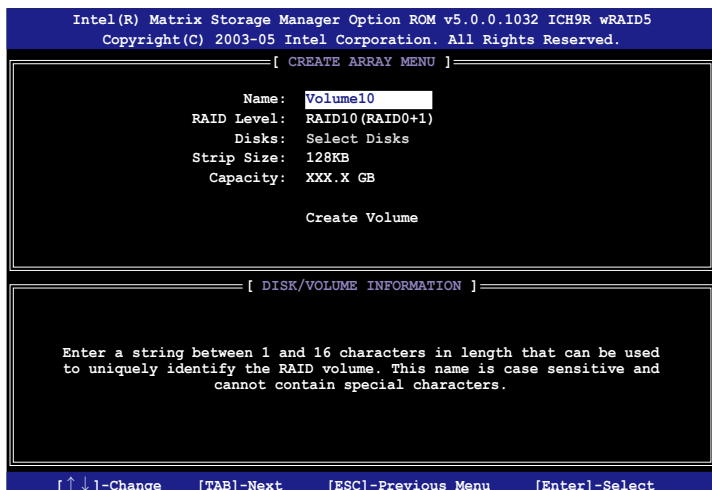 Intel(R) Matrix Storage Manager Option ROM v5.0.0.1032 ICH9R wRAID5
Copyright(C) 2003-05 Intel Corporation. All Rights Reserved.
[ CREATE ARRAY MENU ]
Name: Volume10
RAID Level: RAID10(RAID0+1)
Disks: Select Disks
Strip Size: 128KB
Capacity: XXX.X GB
Create Volume
[ DISK/VOLUME INFORMATION ]
Enter a string between 1 and 16 characters in length that can be used
to uniquely identify the RAID volume. This name is case sensitive and
cannot contain special characters.
[↑↓]-Change [TAB]-Next [ESC]-Previous Menu [Enter]-Select